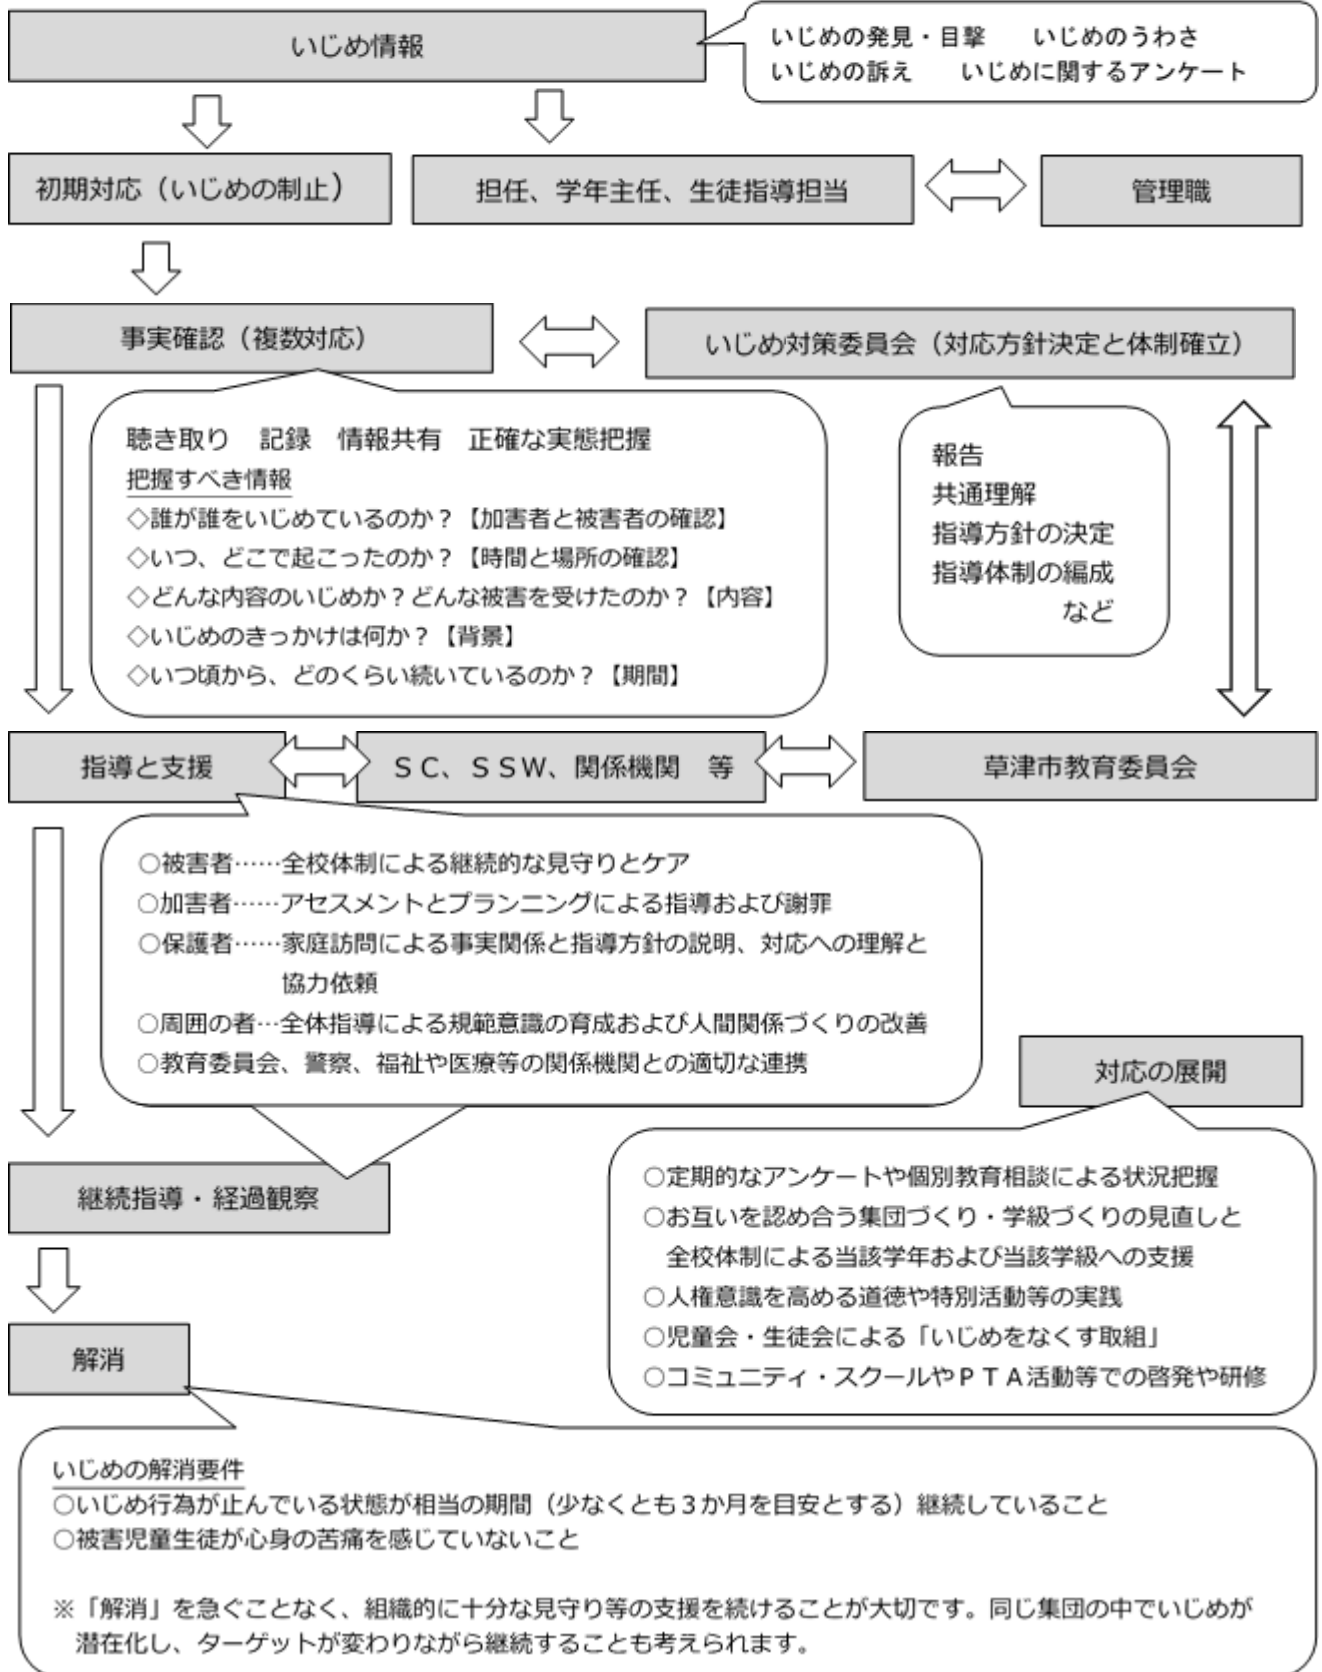 いじめ情報
いじめの発見・目撃　いじめのうわさ
いじめの訴え　いじめに関するアンケート
初期対応（いじめの制止）
担任、学年主任、生徒指導担当
管理職
事実確認（複数対応）
いじめ対策委員会（対応方針決定と体制確立）
聴き取り　記録　情報共有　正確な実態把握
把握すべき情報
◇誰が誰をいじめているのか？【加害者と被害者の確認】
◇いつ、どこで起こったのか？【時間と場所の確認】
◇どんな内容のいじめか？どんな被害を受けたのか？【内容】
◇いじめのきっかけは何か？【背景】
◇いつ頃から、どのくらい続いているのか？【期間】
報告
共通理解
指導方針の決定
指導体制の編成
など
指導と支援
ＳＣ、ＳＳＷ、関係機関　等
草津市教育委員会
○被害者……全校体制による継続的な見守りとケア
○加害者……アセスメントとプランニングによる指導および謝罪
○保護者……家庭訪問による事実関係と指導方針の説明、対応への理解と
協力依頼
○周囲の者…全体指導による規範意識の育成および人間関係づくりの改善
○教育委員会、警察、福祉や医療等の関係機関との適切な連携
対応の展開
○定期的なアンケートや個別教育相談による状況把握
○お互いを認め合う集団づくり・学級づくりの見直しと
全校体制による当該学年および当該学級への支援
○人権意識を高める道徳や特別活動等の実践
○児童会・生徒会による「いじめをなくす取組」
○コミュニティ・スクールやＰＴＡ活動等での啓発や研修
継続指導・経過観察
解消
いじめの解消要件
○いじめ行為が止んでいる状態が相当の期間（少なくとも３か月を目安とする）継続していること
○被害児童生徒が心身の苦痛を感じていないこと
※「解消」を急ぐことなく、組織的に十分な見守り等の支援を続けることが大切です。同じ集団の中でいじめが
潜在化し、ターゲットが変わりながら継続することも考えられます。